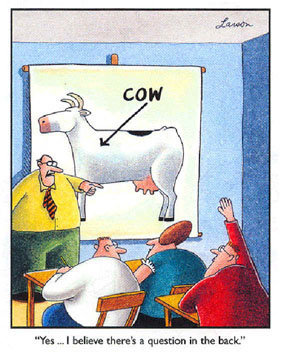 Larson
COW
"Yes ... I believe there's a question in the back."